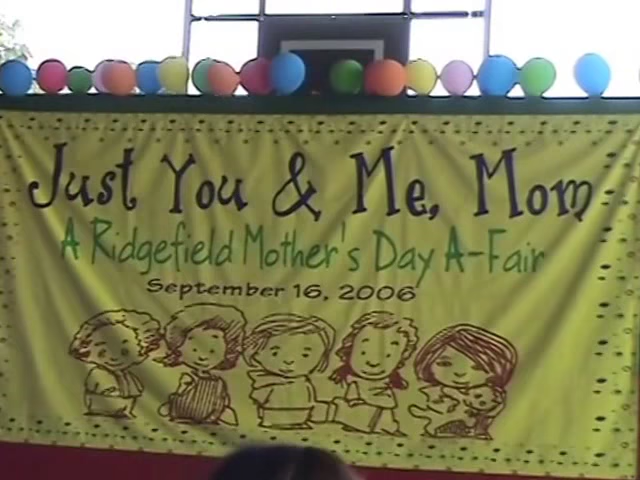 Just You & Me, Mom
A Ridgefield Mother's Day A-Fair
September 16, 2006